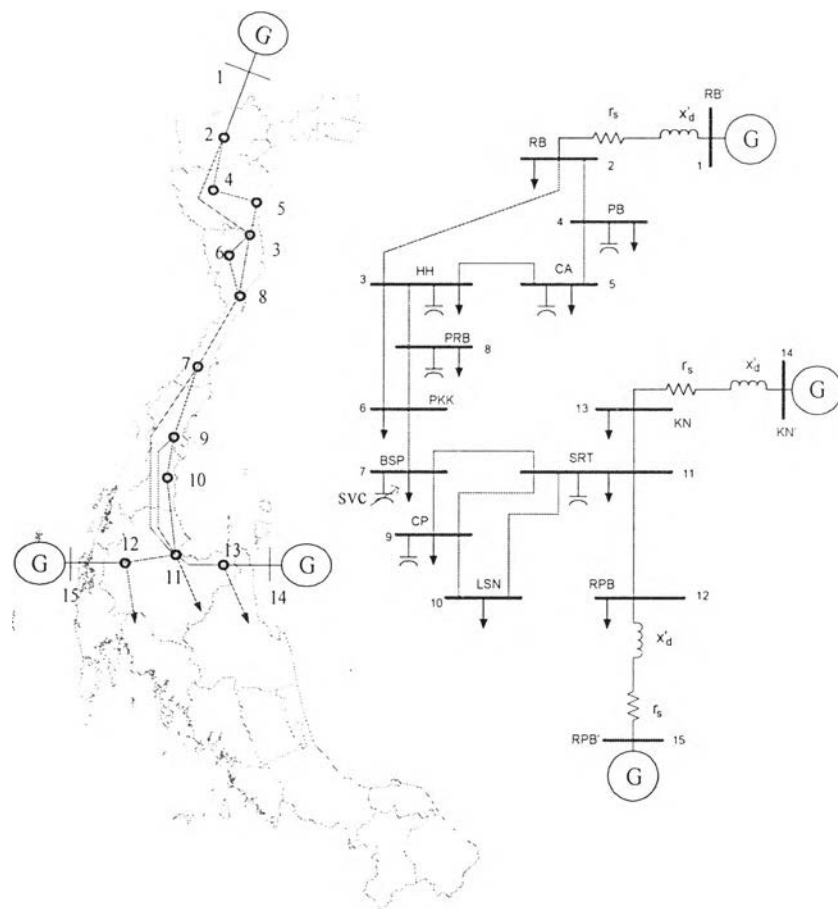 G
1
2
4
5
3
6
8
7
9
10
12
11
13
G
G
15
14
RB'
r_s
x'_d
G
RB
2
1
PB
4
HH
CA
3
5
PRB
8
14
r_s
x'_d
6
PKK
G
13
KN
KN'
BSP
SRT
7
11
SVC
CP
9
LSN
RPB
10
12
x'_d
r_s
RPB'
15
G